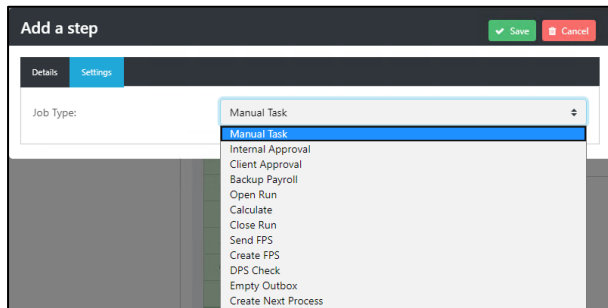 Add a step
Save
Cancel
Details
Settings
Job Type:
Manual Task
Manual Task
Internal Approval
Client Approval
Backup Payroll
Open Run
Calculate
Close Run
Send FPS
Create FPS
DPS Check
Empty Outbox
Create Next Process